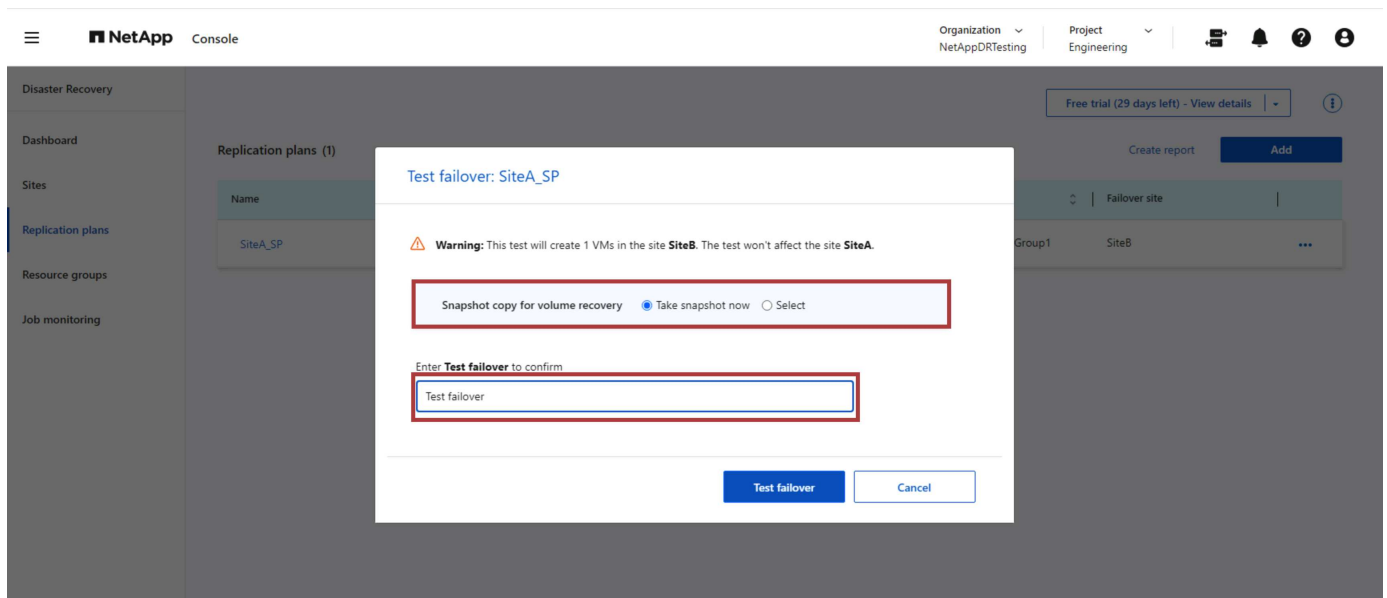 NetApp Console
Organization
NetAppDRTesting
Project
Engineering
Disaster Recovery
Free trial (29 days left) - View details
Dashboard
Sites
Replication plans
Resource groups
Job monitoring
Replication plans (1)
Create report
Add
Name
Failover site
SiteA_SP
Group1
SiteB
Test failover: SiteA_SP
Warning: This test will create 1 VMs in the site SiteB. The test won't affect the site SiteA.
Snapshot copy for volume recovery Take snapshot now Select
Enter Test failover to confirm
Test failover
Test failover
Cancel